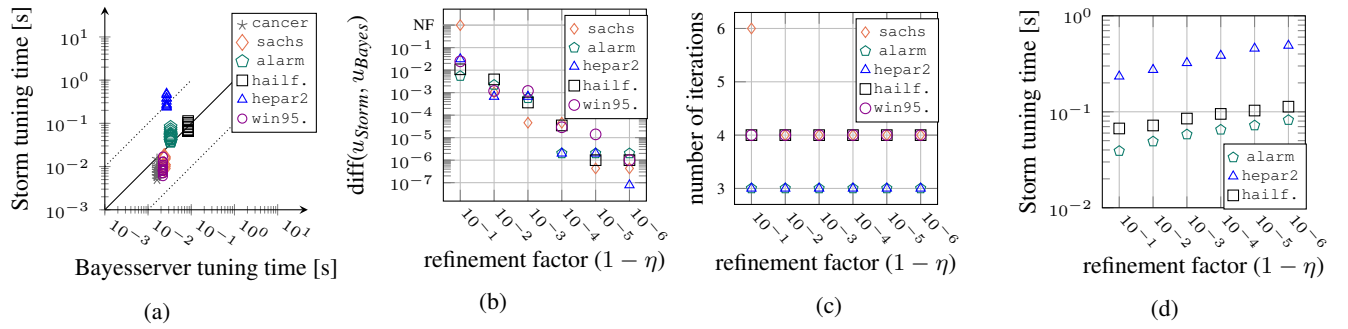 Storm tuning time [s]
10^1
10^0
10^−1
10^−2
10^−3
10^−3
10^−2
10^−1
10^0
10^1
Bayesserver tuning time [s]
cancer
sachs
alarm
hailf.
hepar2
win95.
(a)
diff(u_Storm, u_Bayes)
NF
10^−1
10^−2
10^−3
10^−4
10^−5
10^−6
10^−7
10^−1
10^−2
10^−3
10^−4
10^−5
10^−6
refinement factor (1 − η)
sachs
alarm
hepar2
hailf.
win95.
(b)
number of iterations
6
5
4
3
10^−1
10^−2
10^−3
10^−4
10^−5
10^−6
refinement factor (1 − η)
sachs
alarm
hepar2
hailf.
win95.
(c)
Storm tuning time [s]
10^0
10^−1
10^−2
10^−1
10^−2
10^−3
10^−4
10^−5
10^−6
refinement factor (1 − η)
alarm
hepar2
hailf.
(d)